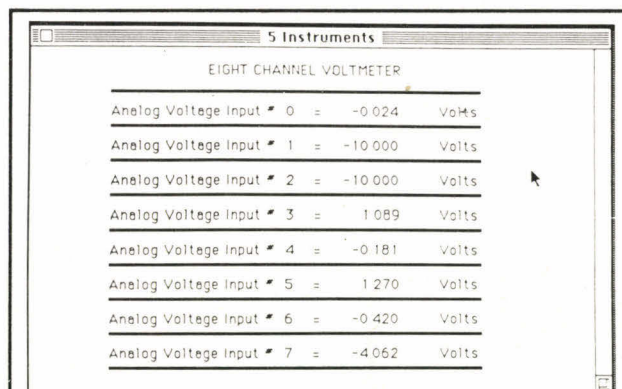 5 Instruments
EIGHT CHANNEL VOLTMETER
Analog Voltage Input # 0 = -0.024 Volts
Analog Voltage Input # 1 = -10.000 Volts
Analog Voltage Input # 2 = -10.000 Volts
Analog Voltage Input # 3 = 1.089 Volts
Analog Voltage Input # 4 = -0.181 Volts
Analog Voltage Input # 5 = 1.270 Volts
Analog Voltage Input # 6 = -0.420 Volts
Analog Voltage Input # 7 = -4.062 Volts